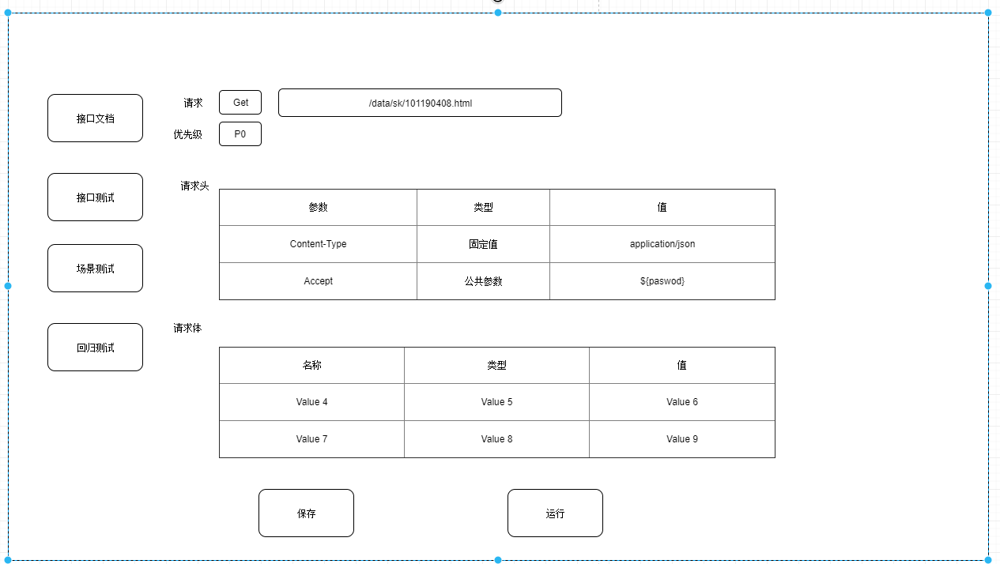 接口文档
接口测试
场景测试
回归测试
请求 Get /data/sk/101190408.html
优先级 P0
请求头
参数 类型 值
Content-Type 固定值 application/json
Accept 公共参数 ${paswod}
请求体
名称 类型 值
Value 4 Value 5 Value 6
Value 7 Value 8 Value 9
保存 运行